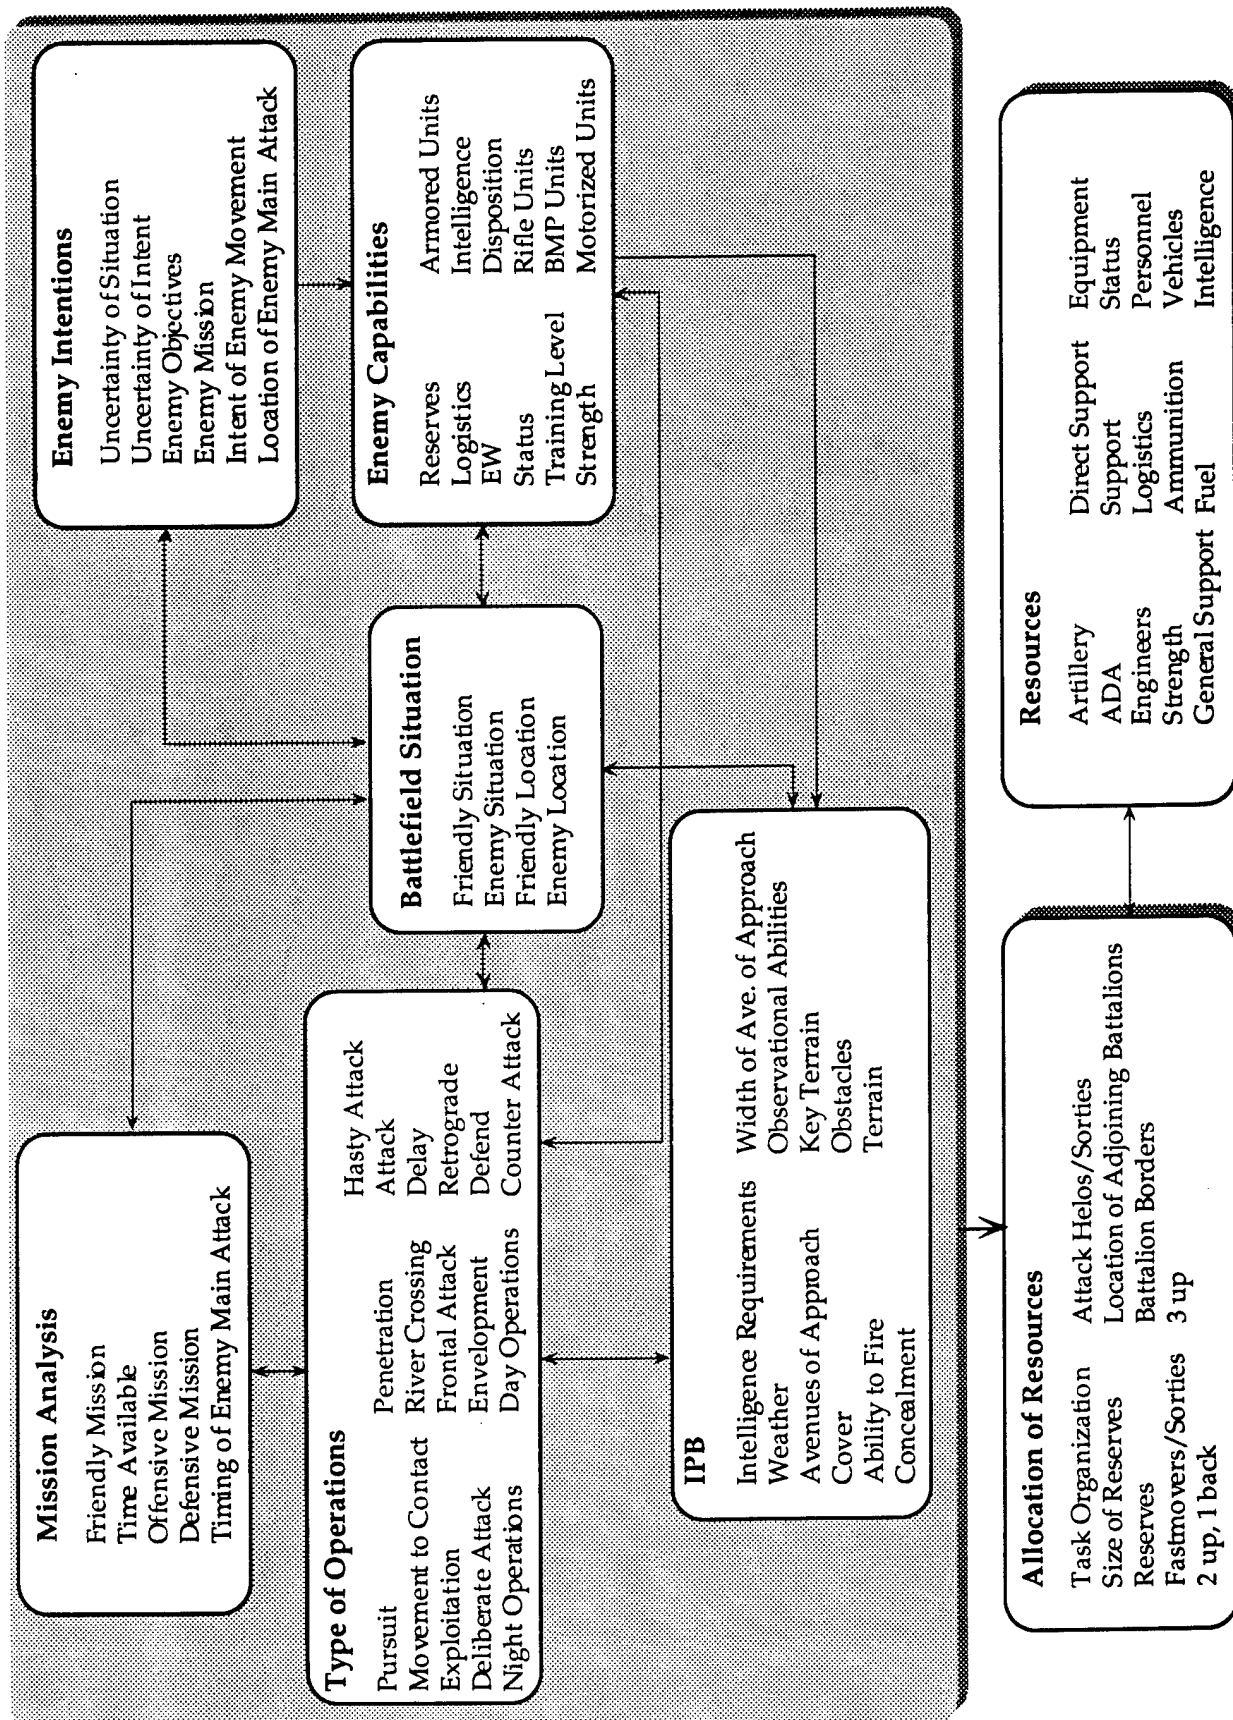 Mission Analysis
Friendly Mission
Time Available
Offensive Mission
Defensive Mission
Timing of Enemy Main Attack
Enemy Intentions
Uncertainty of Situation
Uncertainty of Intent
Enemy Objectives
Enemy Mission
Intent of Enemy Movement
Location of Enemy Main Attack
Type of Operations
Pursuit
Movement to Contact
Exploitation
Deliberate Attack
Night Operations
Penetration
River Crossing
Frontal Attack
Envelopment
Day Operations
Hasty Attack
Attack
Delay
Retrograde
Defend
Counter Attack
Battlefield Situation
Friendly Situation
Enemy Situation
Friendly Location
Enemy Location
Enemy Capabilities
Reserves
Logistics
EW
Status
Training Level
Strength
Armored Units
Intelligence
Disposition
Rifle Units
BMP Units
Motorized Units
IPB
Intelligence Requirements
Weather
Avenues of Approach
Cover
Ability to Fire
Concealment
Width of Ave. of Approach
Observational Abilities
Key Terrain
Obstacles
Terrain
Allocation of Resources
Task Organization
Size of Reserves
Reserves
Fastmovers/Sorties
2 up, 1 back
Attack Helos/Sorties
Location of Adjoining Battalions
Battalion Borders
3 up
Resources
Artillery
ADA
Engineers
Strength
General Support
Direct Support
Support
Logistics
Ammunition
Fuel
Equipment
Status
Personnel
Vehicles
Intelligence